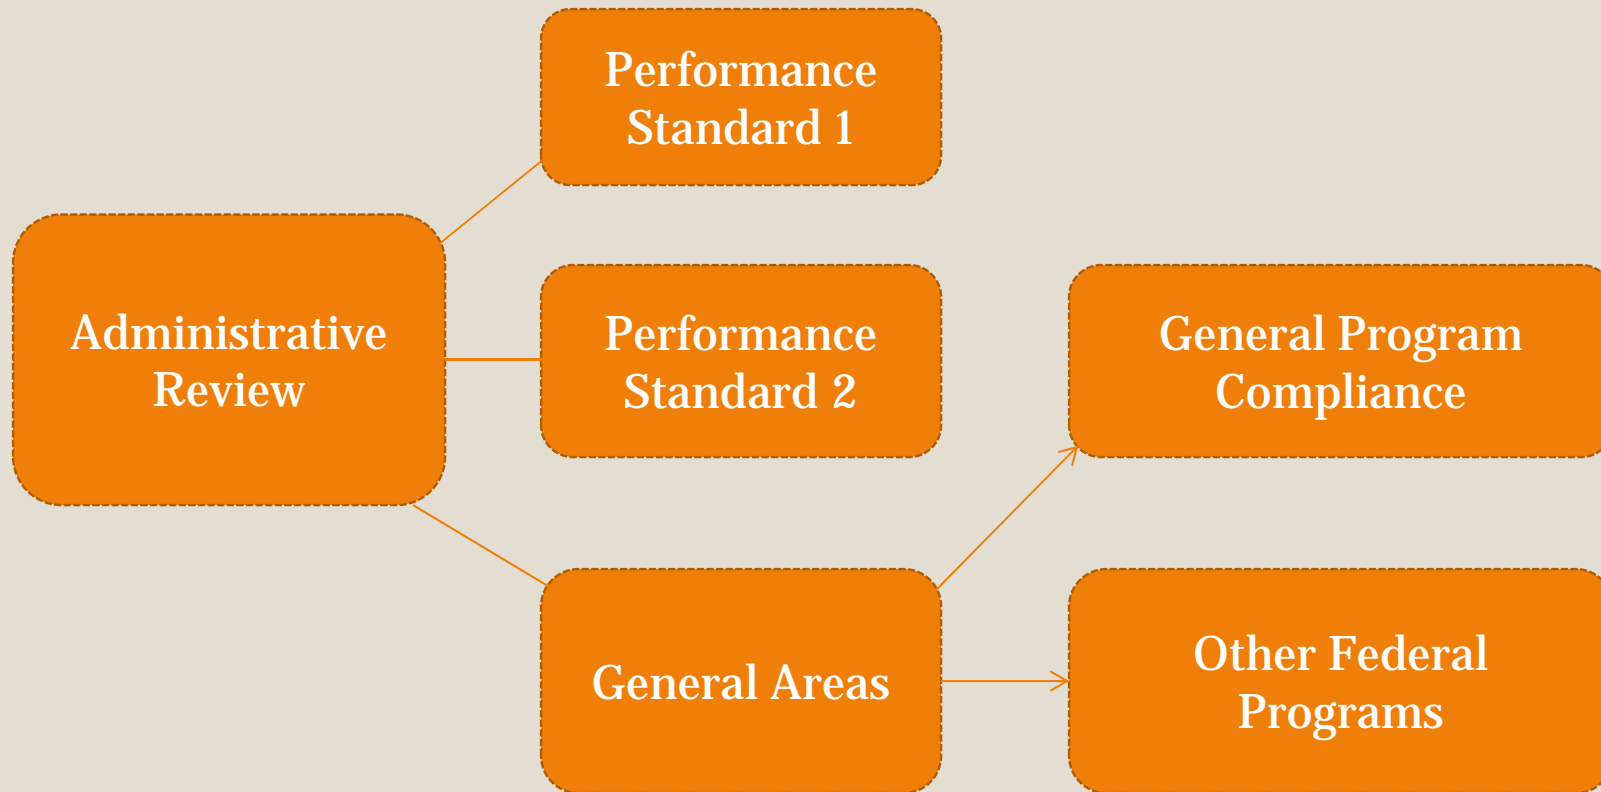 Performance
Standard 1
Administrative
Review
Performance
Standard 2
General Program
Compliance
General Areas
Other Federal
Programs